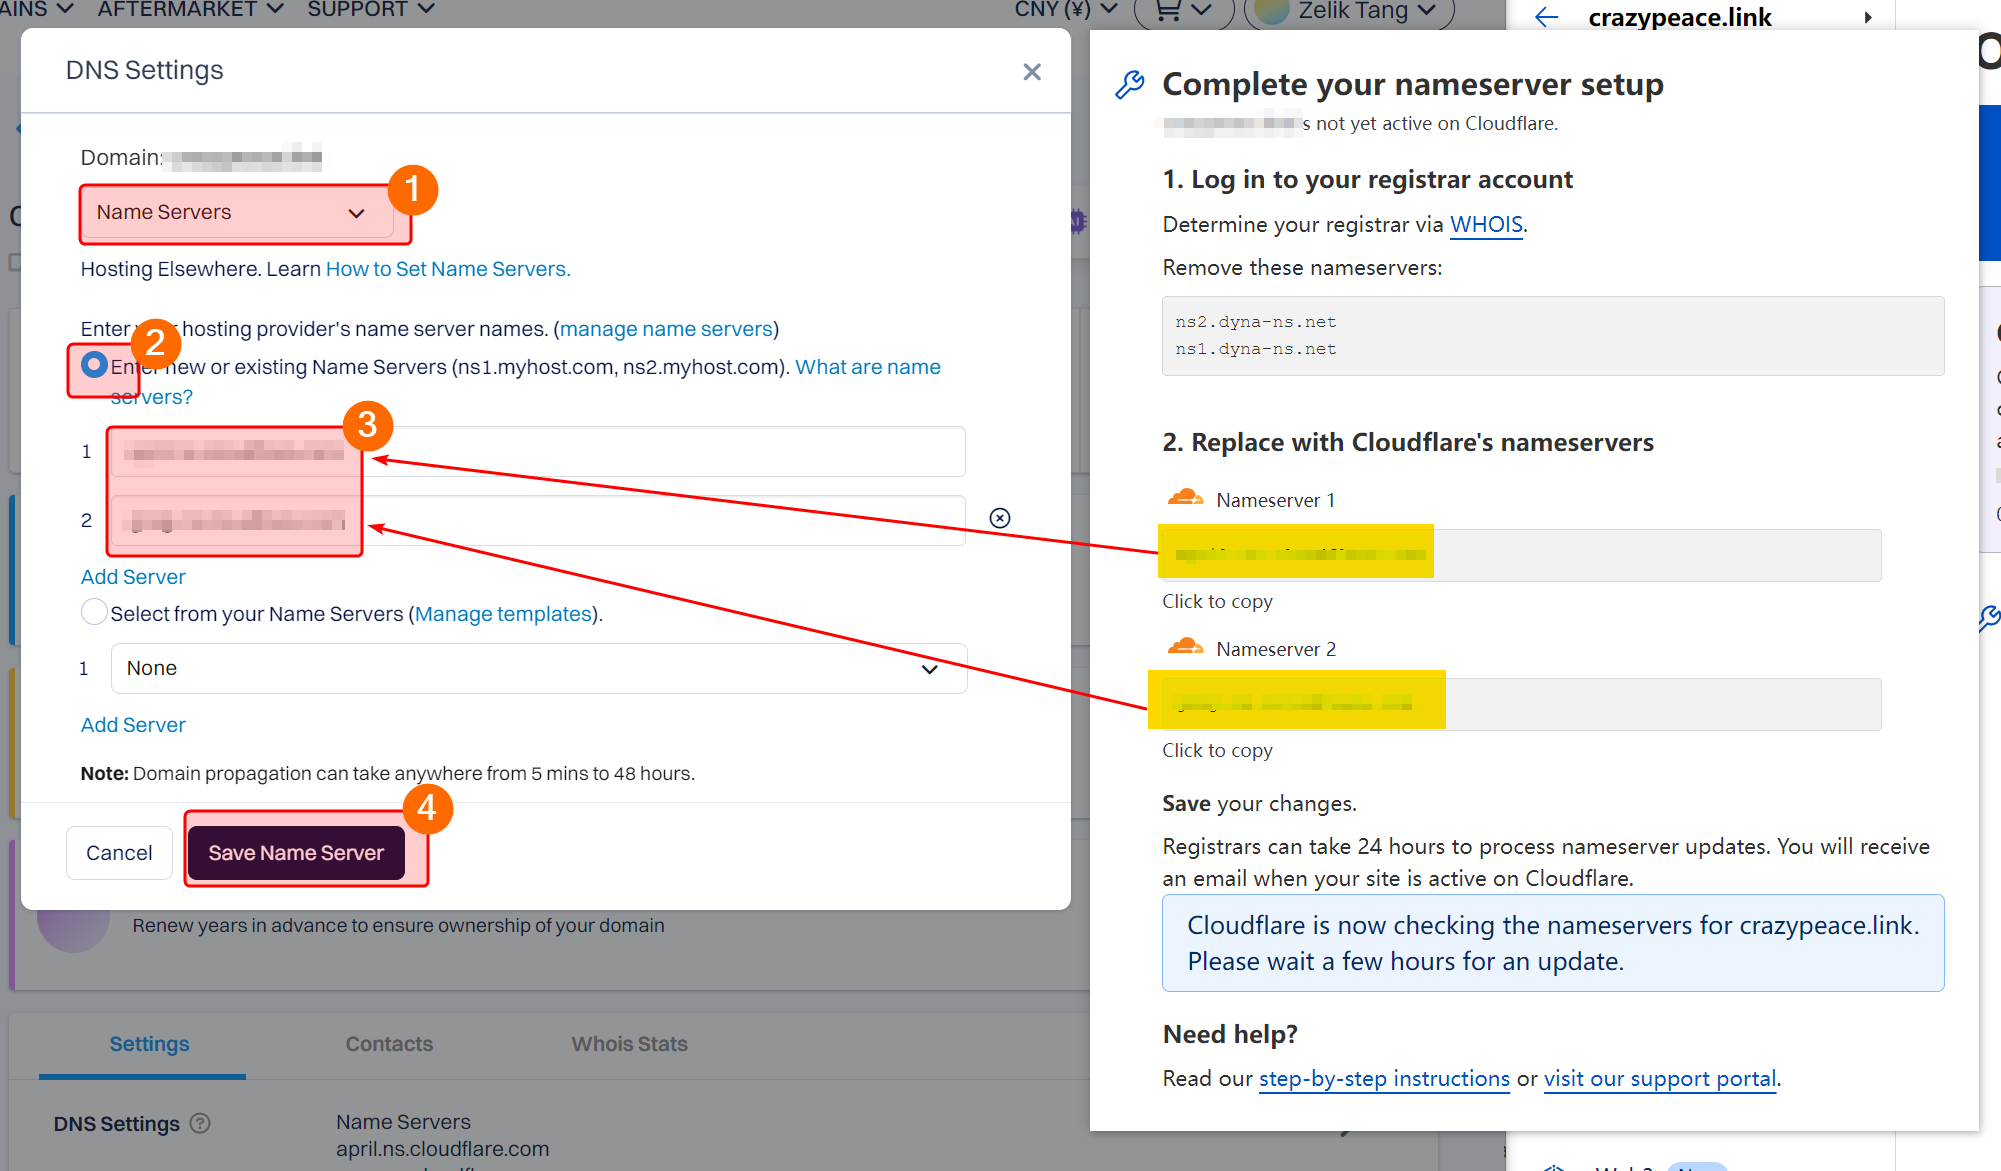 AINS AFTERMARKET SUPPORT CNY (¥) Zelik Tang
DNS Settings
Domain:
Name Servers
1
Hosting Elsewhere. Learn How to Set Name Servers.
Enter hosting provider's name server names. (manage name servers)
2
Enter new or existing Name Servers (ns1.myhost.com, ns2.myhost.com). What are name
servers?
3
1
2
Add Server
Select from your Name Servers (Manage templates).
1 None
Add Server
Note: Domain propagation can take anywhere from 5 mins to 48 hours.
4
Cancel Save Name Server
Renew years in advance to ensure ownership of your domain
Settings Contacts Whois Stats
DNS Settings ? Name Servers
april.ns.cloudflare.com
crazypeace.link
Complete your nameserver setup
s not yet active on Cloudflare.
1. Log in to your registrar account
Determine your registrar via WHOIS.
Remove these nameservers:
ns2.dyna-ns.net
ns1.dyna-ns.net
2. Replace with Cloudflare's nameservers
Nameserver 1
Click to copy
Nameserver 2
Click to copy
Save your changes.
Registrars can take 24 hours to process nameserver updates. You will receive
an email when your site is active on Cloudflare.
Cloudflare is now checking the nameservers for crazypeace.link.
Please wait a few hours for an update.
Need help?
Read our step-by-step instructions or visit our support portal.